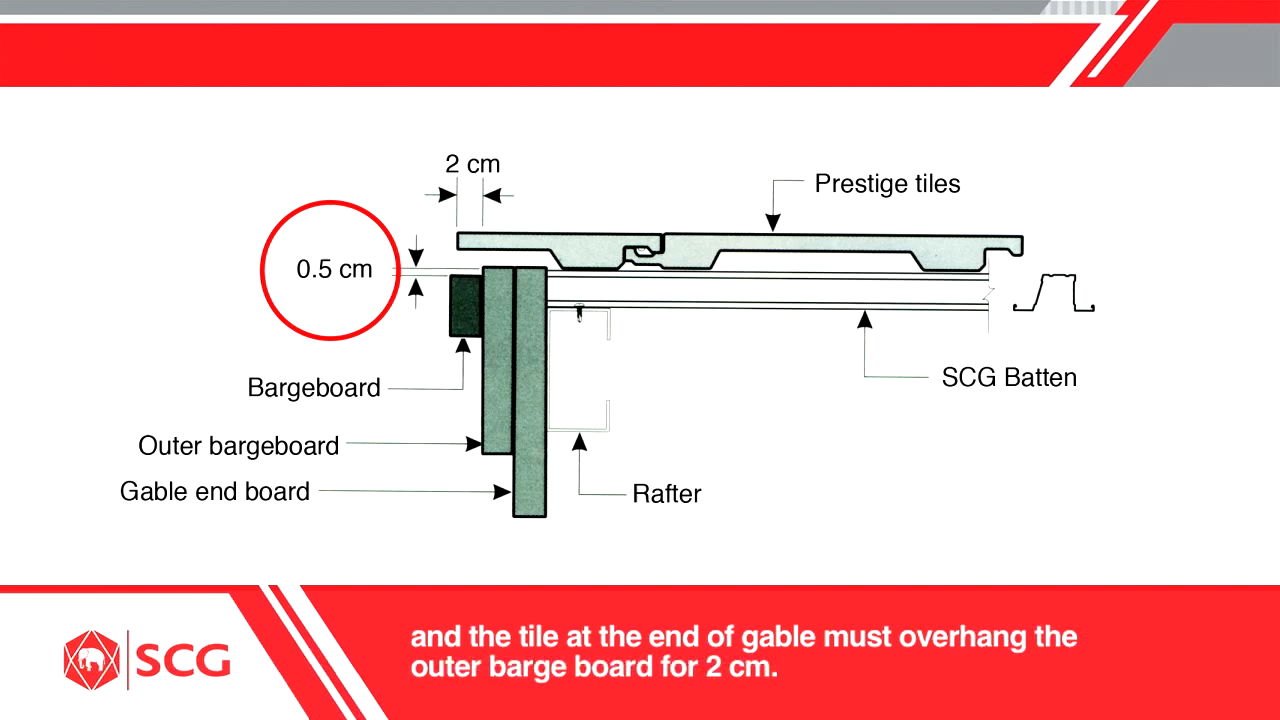 2 cm
Prestige tiles
0.5 cm
SCG Batten
Bargeboard
Outer bargeboard
Gable end board
Rafter
SCG
and the tile at the end of gable must overhang the
outer barge board for 2 cm.